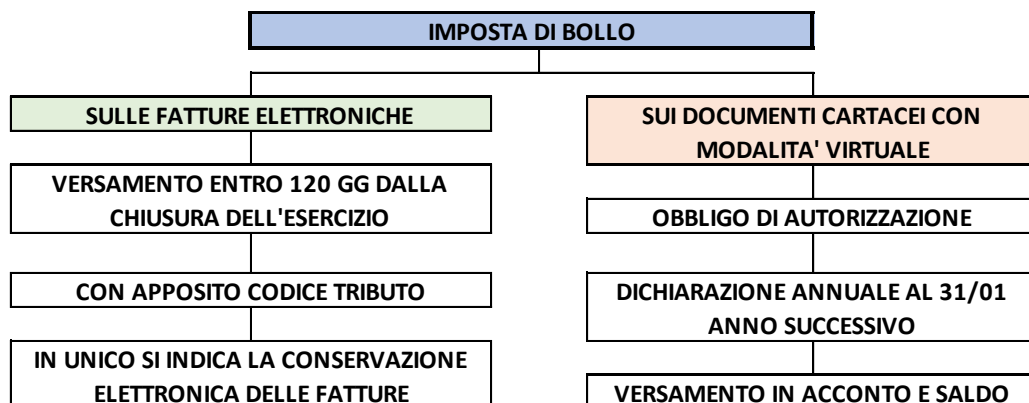 IMPOSTA DI BOLLO
SULLE FATTURE ELETTRONICHE
VERSAMENTO ENTRO 120 GG DALLA
CHIUSURA DELL'ESERCIZIO
CON APPOSITO CODICE TRIBUTO
IN UNICO SI INDICA LA CONSERVAZIONE
ELETTRONICA DELLE FATTURE
SUI DOCUMENTI CARTACEI CON
MODALITA' VIRTUALE
OBBLIGO DI AUTORIZZAZIONE
DICHIARAZIONE ANNUALE AL 31/01
ANNO SUCCESSIVO
VERSAMENTO IN ACCONTO E SALDO